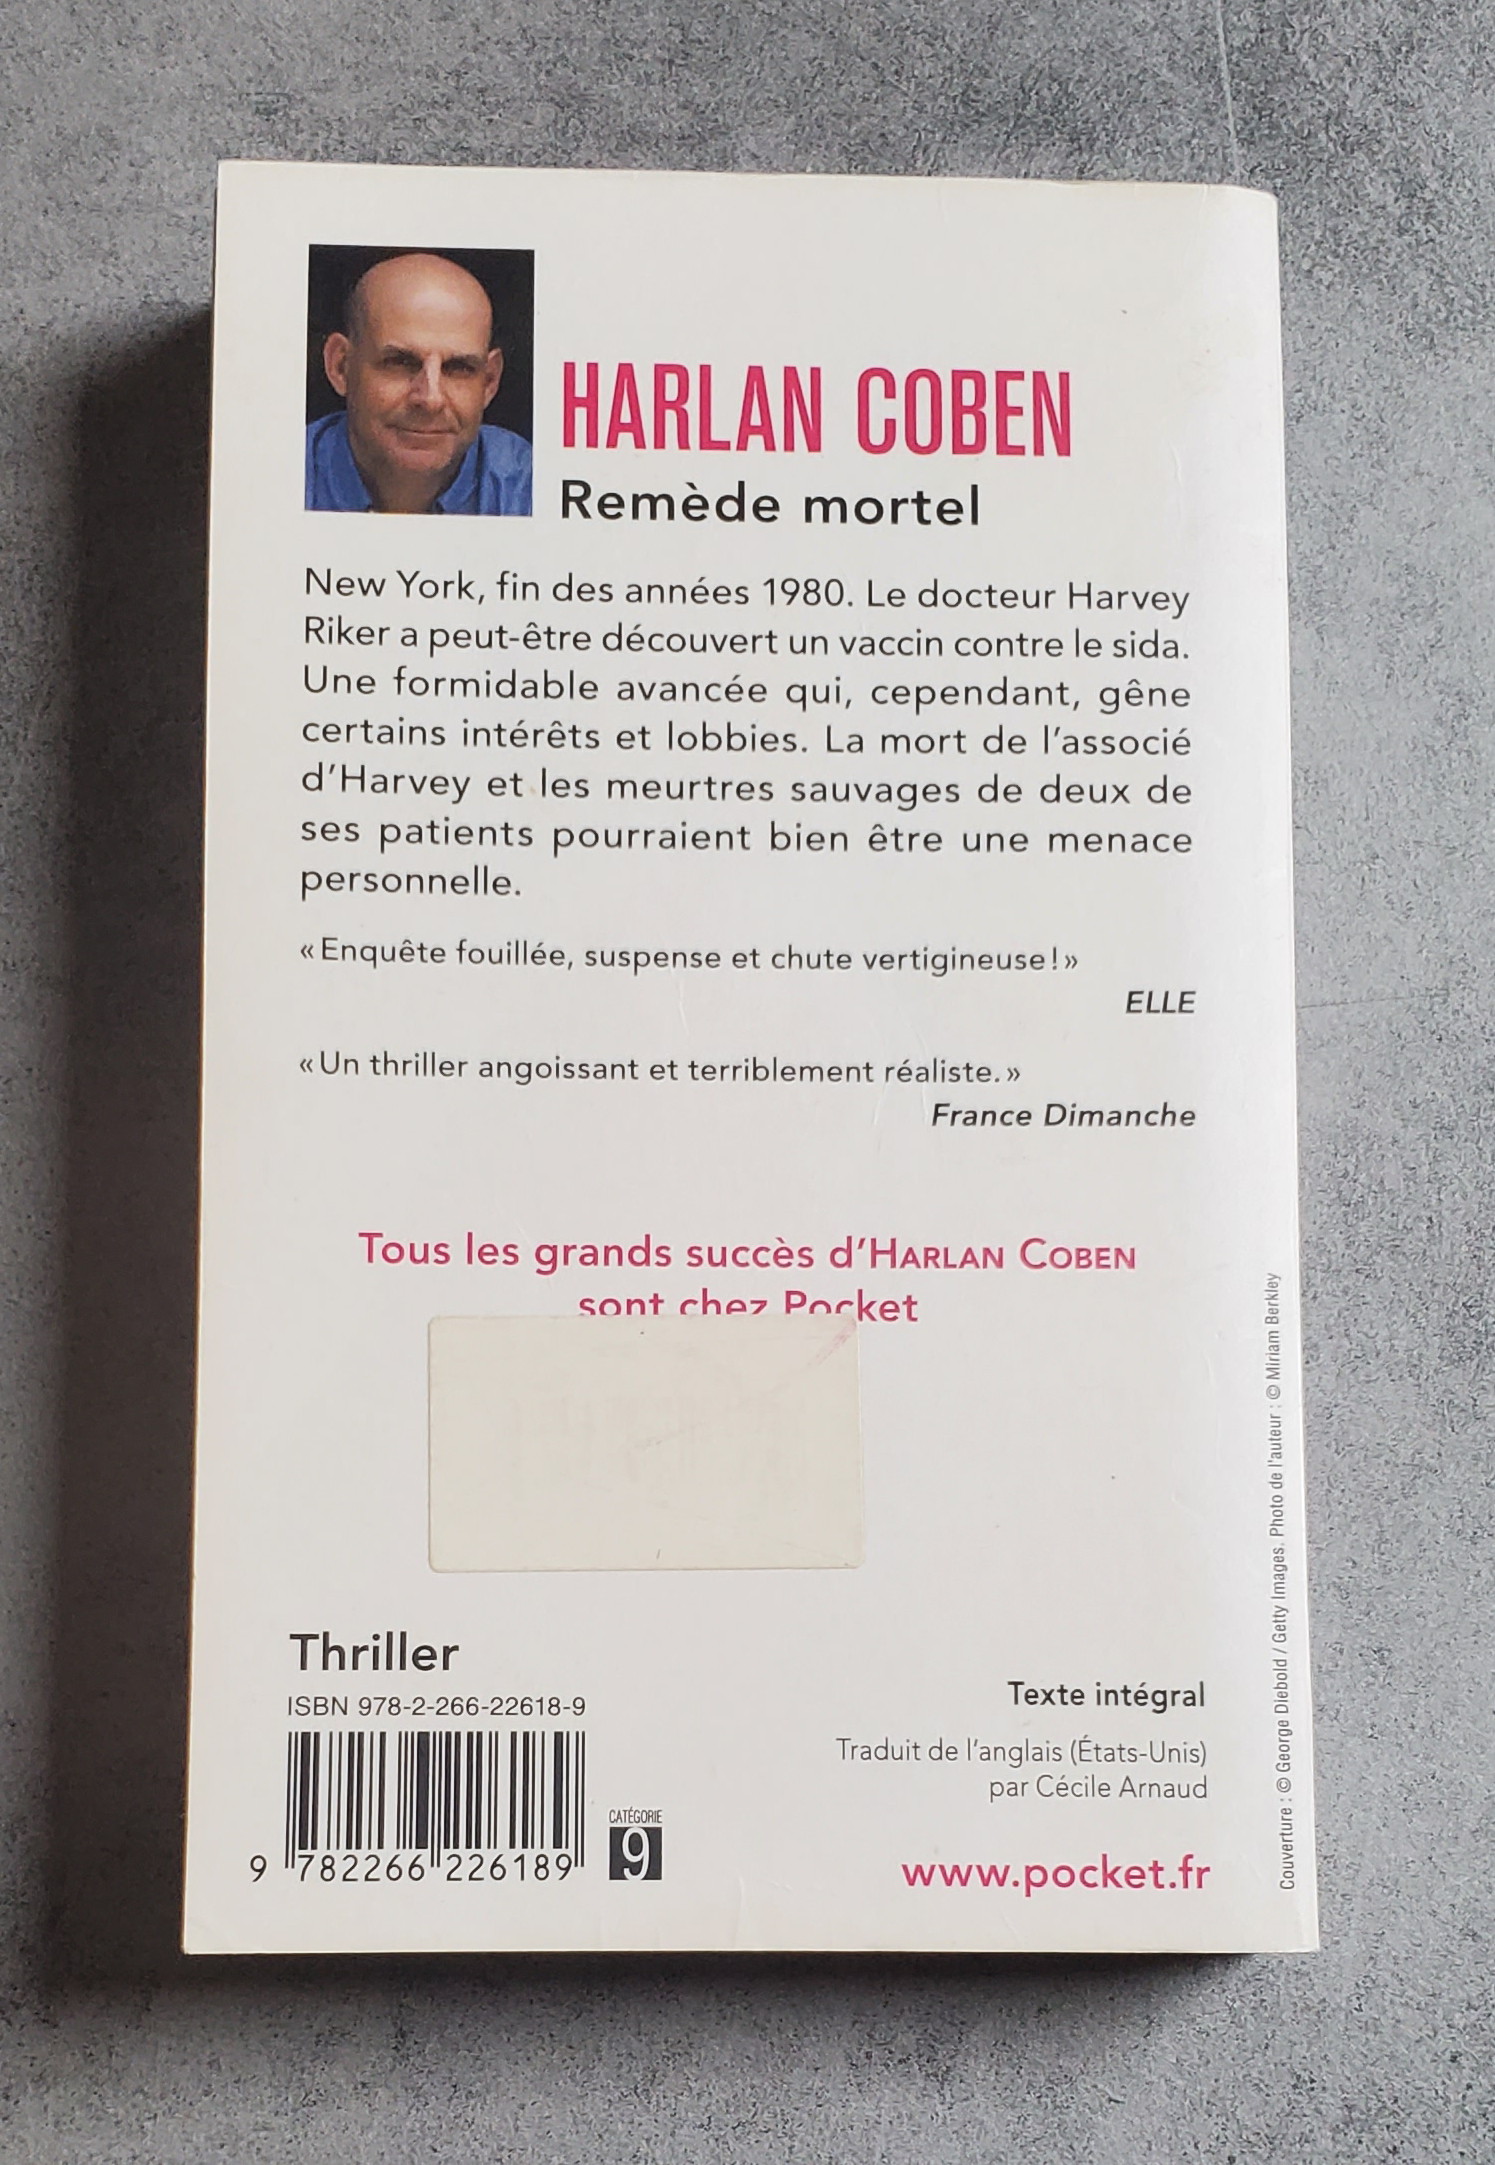 HARLAN COBEN
Remède mortel
New York, fin des années 1980. Le docteur Harvey
Riker a peut-être découvert un vaccin contre le sida.
Une formidable avancée qui, cependant, gêne
certains intérêts et lobbies. La mort de l'associé
d'Harvey et les meurtres sauvages de deux de
ses patients pourraient bien être une menace
personnelle.
« Enquête fouillée, suspense et chute vertigineuse ! »
ELLE
« Un thriller angoissant et terriblement réaliste. »
France Dimanche
Tous les grands succès d'HARLAN COBEN
sont chez Pocket
Thriller
ISBN 978-2-266-22618-9
9 782266 226189
CATÉGORIE
9
Texte intégral
Traduit de l'anglais (États-Unis)
par Cécile Arnaud
www.pocket.fr
Couverture : © George Diebold / Getty Images. Photo de l'auteur : © Miriam Berkley